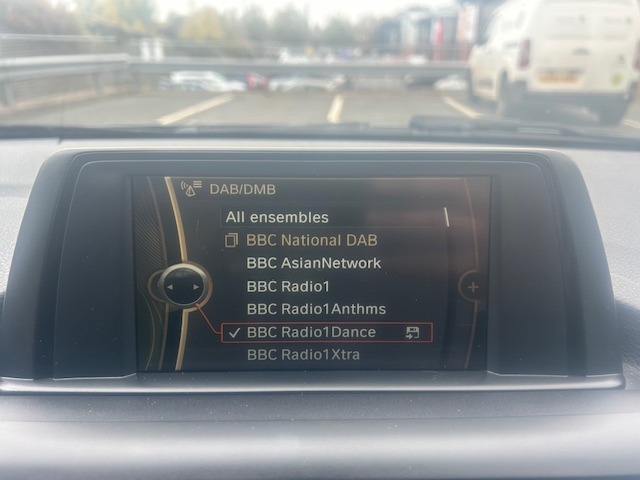 DAB/DMB
All ensembles
BBC National DAB
BBC AsianNetwork
BBC Radio1
BBC Radio1Anthms
BBC Radio1Dance
BBC Radio1Xtra